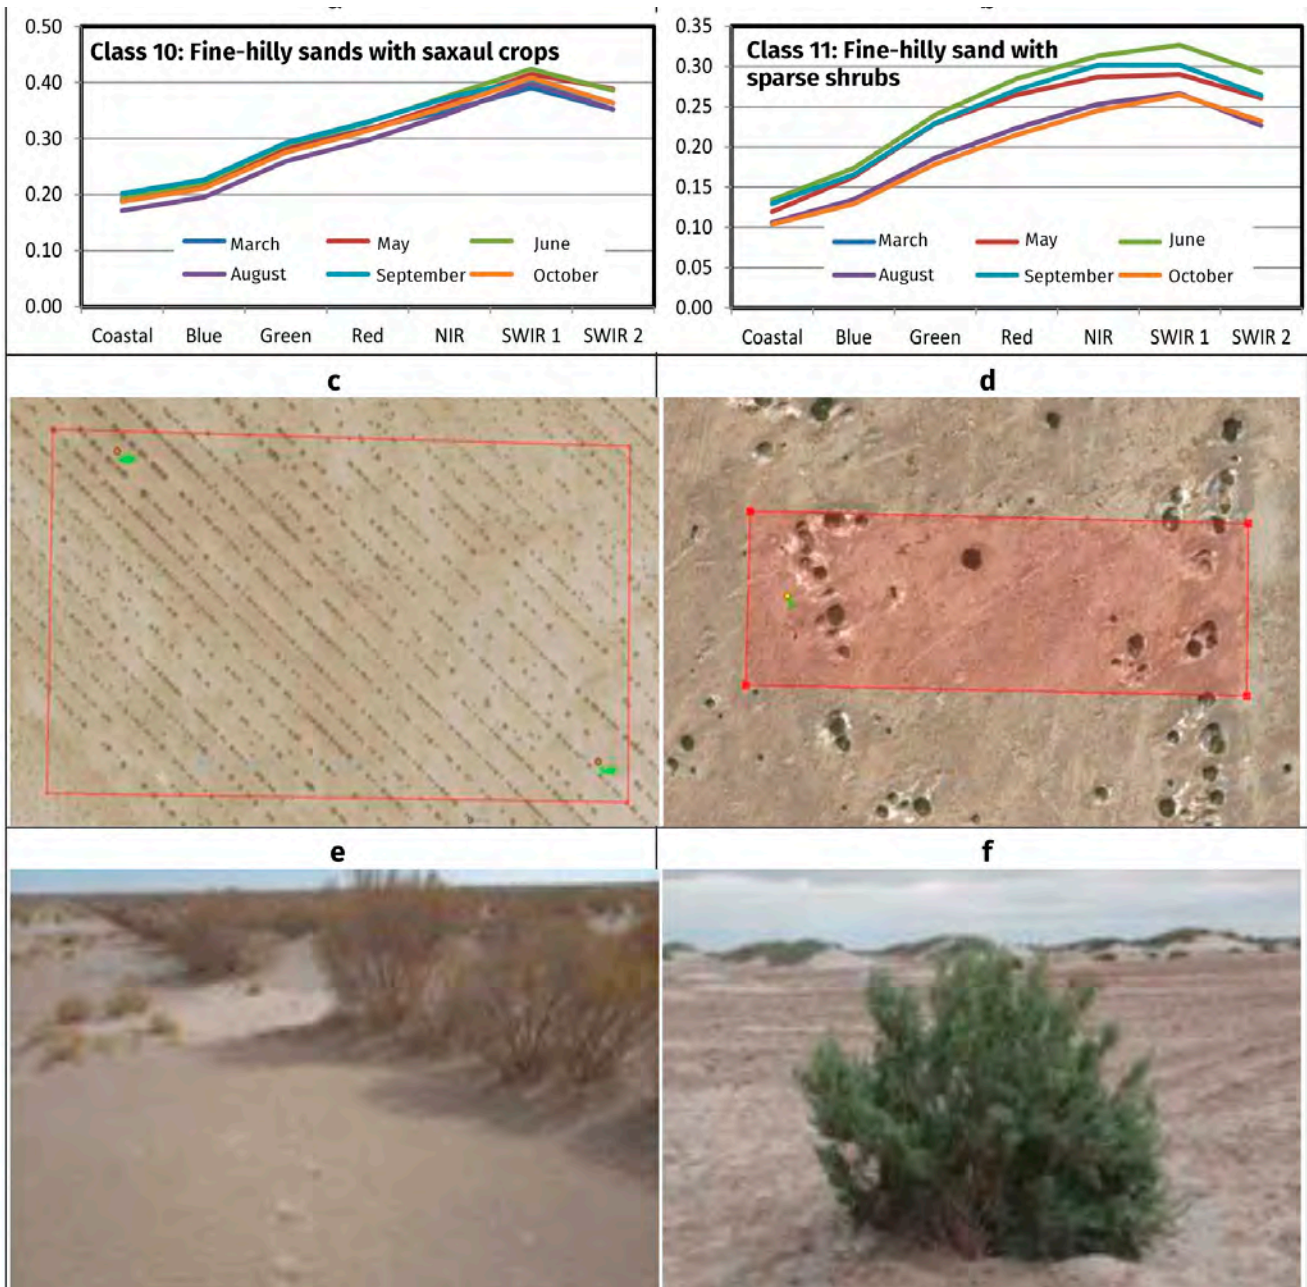 0.50
0.40
0.30
0.20
0.10
0.00
Class 10: Fine-hilly sands with saxaul crops
March May June
August September October
Coastal Blue Green Red NIR SWIR 1 SWIR 2
0.35
0.30
0.25
0.20
0.15
0.10
0.05
0.00
Class 11: Fine-hilly sand with
sparse shrubs
March May June
August September October
Coastal Blue Green Red NIR SWIR 1 SWIR 2
c
d
e
f